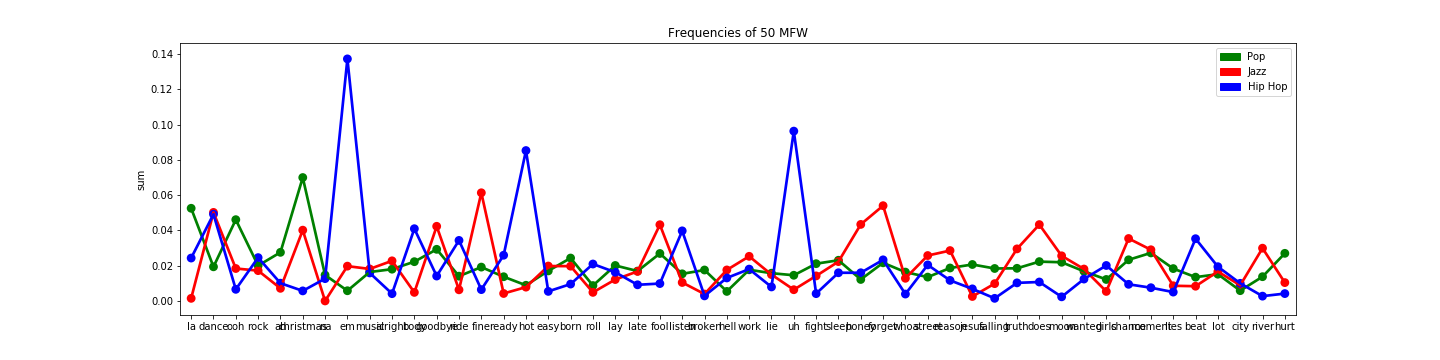 Frequencies of 50 MFW
0.14
0.12
0.10
0.08
0.06
0.04
0.02
0.00
sum
Pop
Jazz
Hip Hop
la dance ooh rock ah christmas na em music alright body goodbye ride fine ready hot easy born roll lay late fool listen broken hell work lie uh fight sleep honey forget whoa street reason jesus falling truth does moon wanted girls chance moment lies beat lot city river hurt